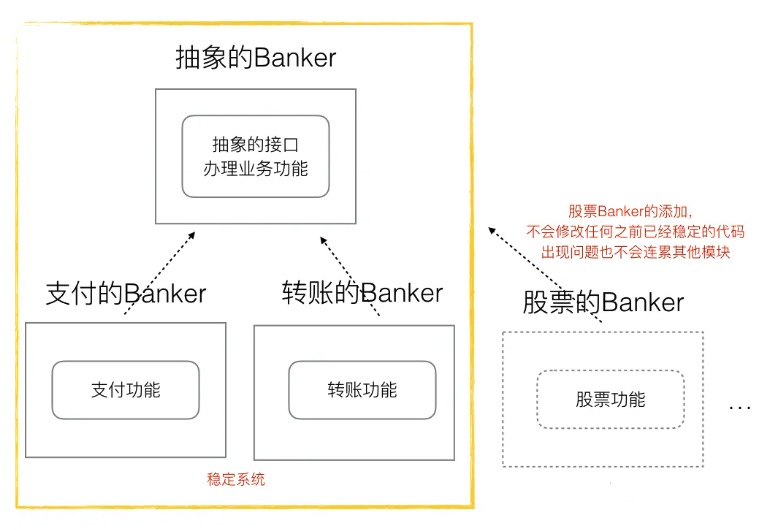 抽象的Banker
抽象的接口
办理业务功能
股票Banker的添加,
不会修改任何之前已经稳定的代码
出现问题也不会连累其他模块
支付的Banker
转账的Banker
股票的Banker
支付功能
转账功能
股票功能
...
稳定系统